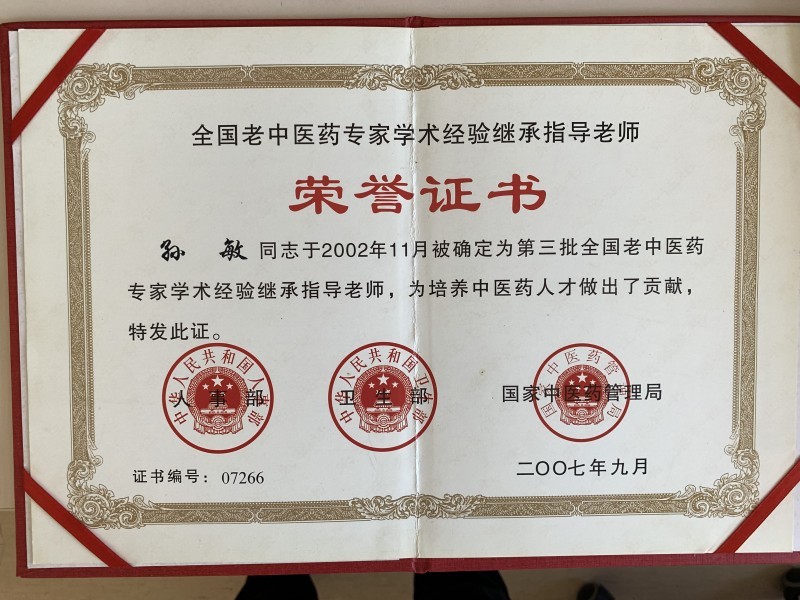 全国老中医药专家学术经验继承指导老师
荣誉证书
孙 敏 同志于2002年11月被确定为第三批全国老中医药
专家学术经验继承指导老师，为培养中医药人才做出了贡献，
特发此证。
中华人民共和国人事部
人事部
中华人民共和国卫生部
卫生部
国家中医药管理局
国家中医药管理局
证书编号：07266
二〇〇七年九月